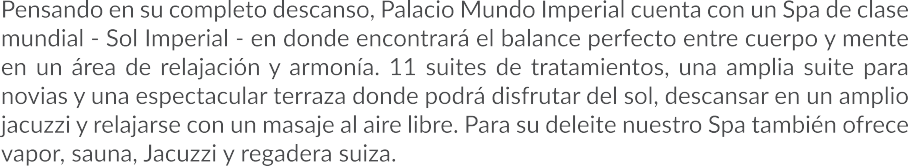 Pensando en su completo descanso, Palacio Mundo Imperial cuenta con un Spa de clase
mundial - Sol Imperial - en donde encontrará el balance perfecto entre cuerpo y mente
en un área de relajación y armonía. 11 suites de tratamientos, una amplia suite para
novias y una espectacular terraza donde podrá disfrutar del sol, descansar en un amplio
jacuzzi y relajarse con un masaje al aire libre. Para su deleite nuestro Spa también ofrece
vapor, sauna, Jacuzzi y regadera suiza.